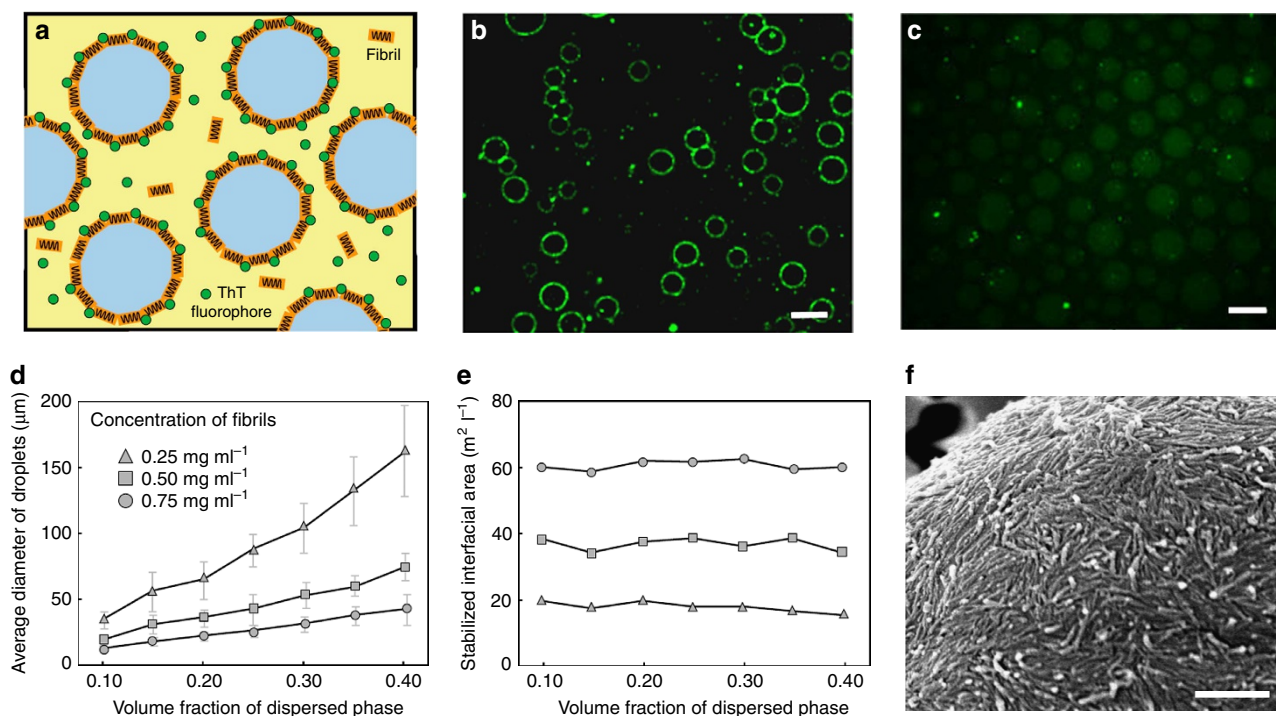 a
Fibril
ThT
fluorophore
b
c
d
Average diameter of droplets (μm)
200
150
100
50
0
Concentration of fibrils
0.25 mg ml⁻¹
0.50 mg ml⁻¹
0.75 mg ml⁻¹
0.10 0.20 0.30 0.40
Volume fraction of dispersed phase
e
Stabilized interfacial area (m² l⁻¹)
80
60
40
20
0
0.10 0.20 0.30 0.40
Volume fraction of dispersed phase
f